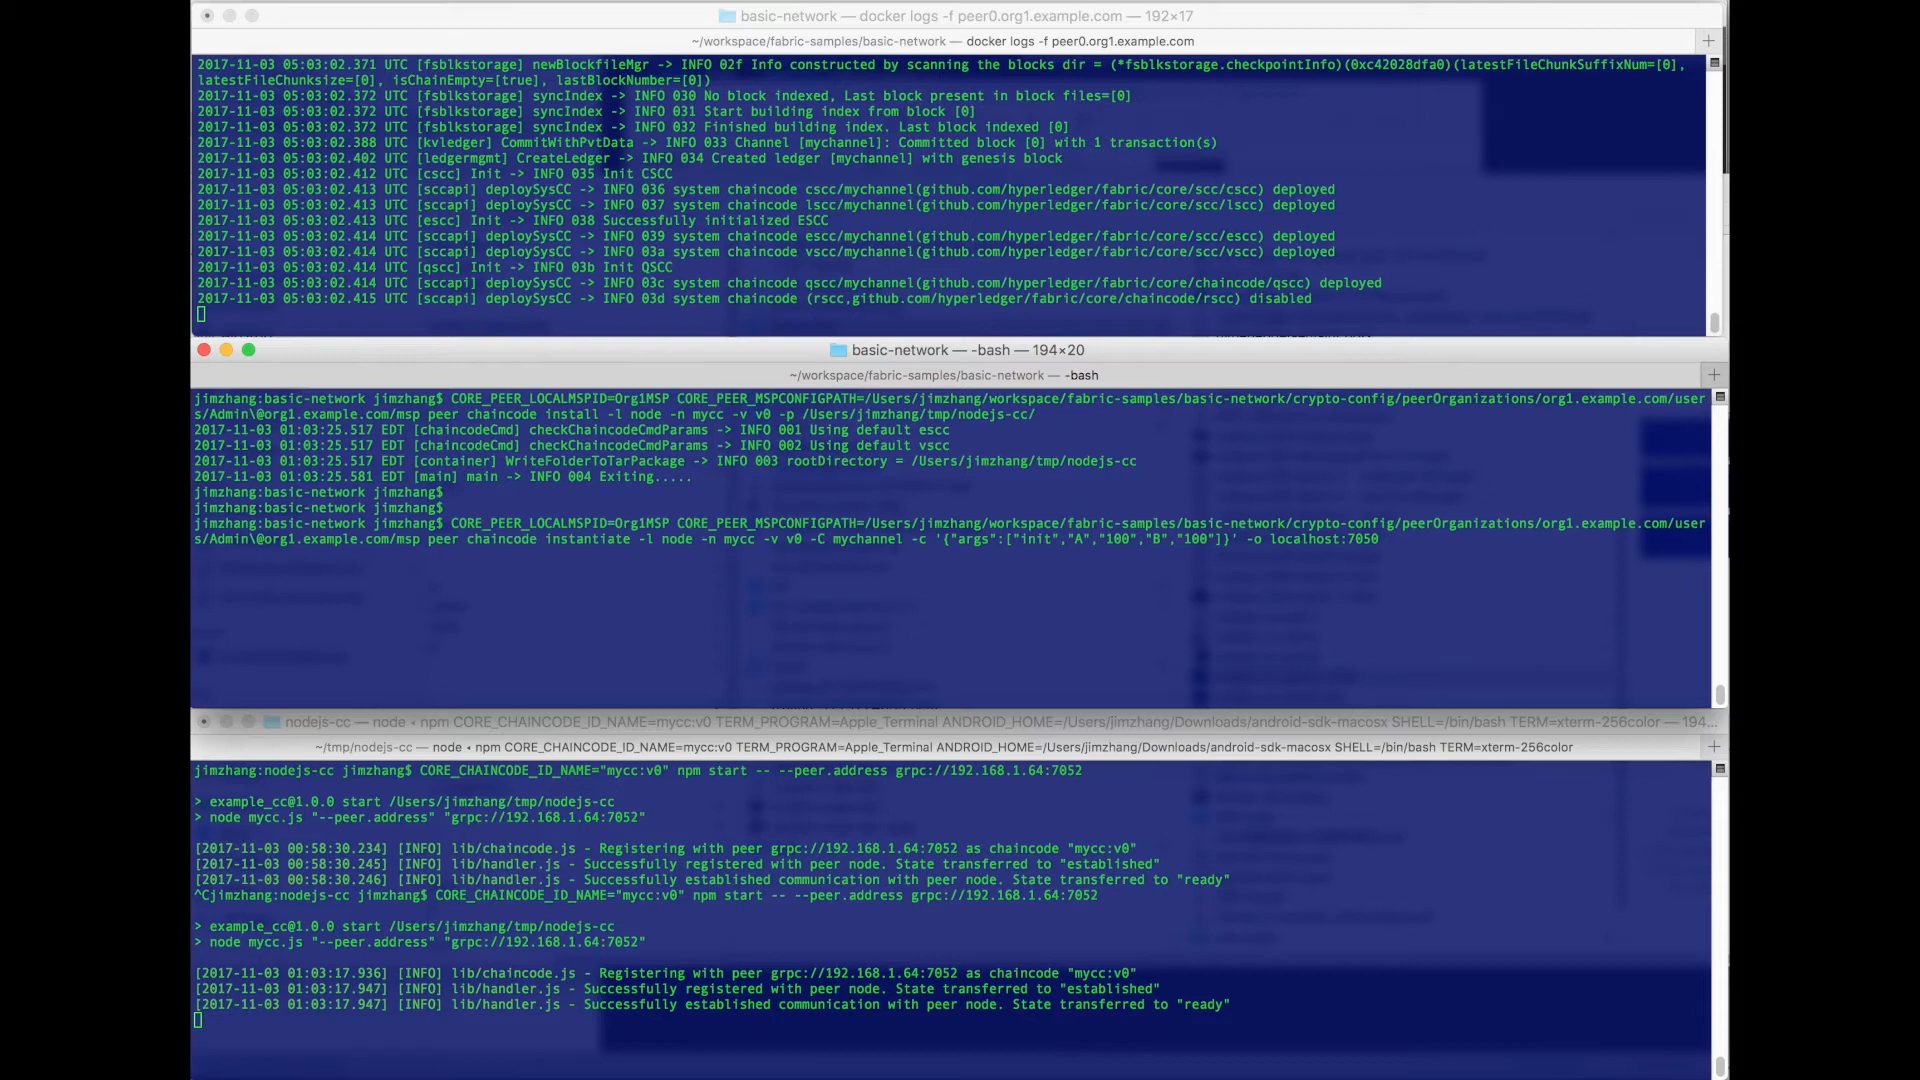 basic-network — docker logs -f peer0.org1.example.com — 192×17
~/workspace/fabric-samples/basic-network — docker logs -f peer0.org1.example.com
2017-11-03 05:03:02.371 UTC [fsblkstorage] newBlockfileMgr -> INFO 02f Info constructed by scanning the blocks dir = (*fsblkstorage.checkpointInfo)(0xc42028dfa0)(latestFileChunkSuffixNum=[0],
latestFileChunksize=[0], isChainEmpty=[true], lastBlockNumber=[0])
2017-11-03 05:03:02.372 UTC [fsblkstorage] syncIndex -> INFO 030 No block indexed, Last block present in block files=[0]
2017-11-03 05:03:02.372 UTC [fsblkstorage] syncIndex -> INFO 031 Start building index from block [0]
2017-11-03 05:03:02.372 UTC [fsblkstorage] syncIndex -> INFO 032 Finished building index. Last block indexed [0]
2017-11-03 05:03:02.388 UTC [kvledger] CommitWithPvtData -> INFO 033 Channel [mychannel]: Committed block [0] with 1 transaction(s)
2017-11-03 05:03:02.402 UTC [ledgermgmt] CreateLedger -> INFO 034 Created ledger [mychannel] with genesis block
2017-11-03 05:03:02.412 UTC [cscc] Init -> INFO 035 Init CSCC
2017-11-03 05:03:02.413 UTC [sccapi] deploySysCC -> INFO 036 system chaincode cscc/mychannel(github.com/hyperledger/fabric/core/scc/cscc) deployed
2017-11-03 05:03:02.413 UTC [sccapi] deploySysCC -> INFO 037 system chaincode lscc/mychannel(github.com/hyperledger/fabric/core/scc/lscc) deployed
2017-11-03 05:03:02.413 UTC [escc] Init -> INFO 038 Successfully initialized ESCC
2017-11-03 05:03:02.414 UTC [sccapi] deploySysCC -> INFO 039 system chaincode escc/mychannel(github.com/hyperledger/fabric/core/scc/escc) deployed
2017-11-03 05:03:02.414 UTC [sccapi] deploySysCC -> INFO 03a system chaincode vscc/mychannel(github.com/hyperledger/fabric/core/scc/vscc) deployed
2017-11-03 05:03:02.414 UTC [qscc] Init -> INFO 03b Init QSCC
2017-11-03 05:03:02.414 UTC [sccapi] deploySysCC -> INFO 03c system chaincode qscc/mychannel(github.com/hyperledger/fabric/core/chaincode/qscc) deployed
2017-11-03 05:03:02.415 UTC [sccapi] deploySysCC -> INFO 03d system chaincode (rscc,github.com/hyperledger/fabric/core/chaincode/rscc) disabled
basic-network — -bash — 194×20
~/workspace/fabric-samples/basic-network — -bash
jimzhang:basic-network jimzhang$ CORE_PEER_LOCALMSPID=Org1MSP CORE_PEER_MSPCONFIGPATH=/Users/jimzhang/workspace/fabric-samples/basic-network/crypto-config/peerOrganizations/org1.example.com/user
s/Admin\@org1.example.com/msp peer chaincode install -l node -n mycc -v v0 -p /Users/jimzhang/tmp/nodejs-cc/
2017-11-03 01:03:25.517 EDT [chaincodeCmd] checkChaincodeCmdParams -> INFO 001 Using default escc
2017-11-03 01:03:25.517 EDT [chaincodeCmd] checkChaincodeCmdParams -> INFO 002 Using default vscc
2017-11-03 01:03:25.517 EDT [container] WriteFolderToTarPackage -> INFO 003 rootDirectory = /Users/jimzhang/tmp/nodejs-cc
2017-11-03 01:03:25.581 EDT [main] main -> INFO 004 Exiting.....
jimzhang:basic-network jimzhang$
jimzhang:basic-network jimzhang$
jimzhang:basic-network jimzhang$ CORE_PEER_LOCALMSPID=Org1MSP CORE_PEER_MSPCONFIGPATH=/Users/jimzhang/workspace/fabric-samples/basic-network/crypto-config/peerOrganizations/org1.example.com/user
s/Admin\@org1.example.com/msp peer chaincode instantiate -l node -n mycc -v v0 -C mychannel -c '{"args":["init","A","100","B","100"]}' -o localhost:7050
nodejs-cc — node ◂ npm CORE_CHAINCODE_ID_NAME=mycc:v0 TERM_PROGRAM=Apple_Terminal ANDROID_HOME=/Users/jimzhang/Downloads/android-sdk-macosx SHELL=/bin/bash TERM=xterm-256color — 194...
~/tmp/nodejs-cc — node ◂ npm CORE_CHAINCODE_ID_NAME=mycc:v0 TERM_PROGRAM=Apple_Terminal ANDROID_HOME=/Users/jimzhang/Downloads/android-sdk-macosx SHELL=/bin/bash TERM=xterm-256color
jimzhang:nodejs-cc jimzhang$ CORE_CHAINCODE_ID_NAME="mycc:v0" npm start -- --peer.address grpc://192.168.1.64:7052
> example_cc@1.0.0 start /Users/jimzhang/tmp/nodejs-cc
> node mycc.js "--peer.address" "grpc://192.168.1.64:7052"
[2017-11-03 00:58:30.234] [INFO] lib/chaincode.js - Registering with peer grpc://192.168.1.64:7052 as chaincode "mycc:v0"
[2017-11-03 00:58:30.245] [INFO] lib/handler.js - Successfully registered with peer node. State transferred to "established"
[2017-11-03 00:58:30.246] [INFO] lib/handler.js - Successfully established communication with peer node. State transferred to "ready"
^Cjimzhang:nodejs-cc jimzhang$ CORE_CHAINCODE_ID_NAME="mycc:v0" npm start -- --peer.address grpc://192.168.1.64:7052
> example_cc@1.0.0 start /Users/jimzhang/tmp/nodejs-cc
> node mycc.js "--peer.address" "grpc://192.168.1.64:7052"
[2017-11-03 01:03:17.936] [INFO] lib/chaincode.js - Registering with peer grpc://192.168.1.64:7052 as chaincode "mycc:v0"
[2017-11-03 01:03:17.947] [INFO] lib/handler.js - Successfully registered with peer node. State transferred to "established"
[2017-11-03 01:03:17.947] [INFO] lib/handler.js - Successfully established communication with peer node. State transferred to "ready"